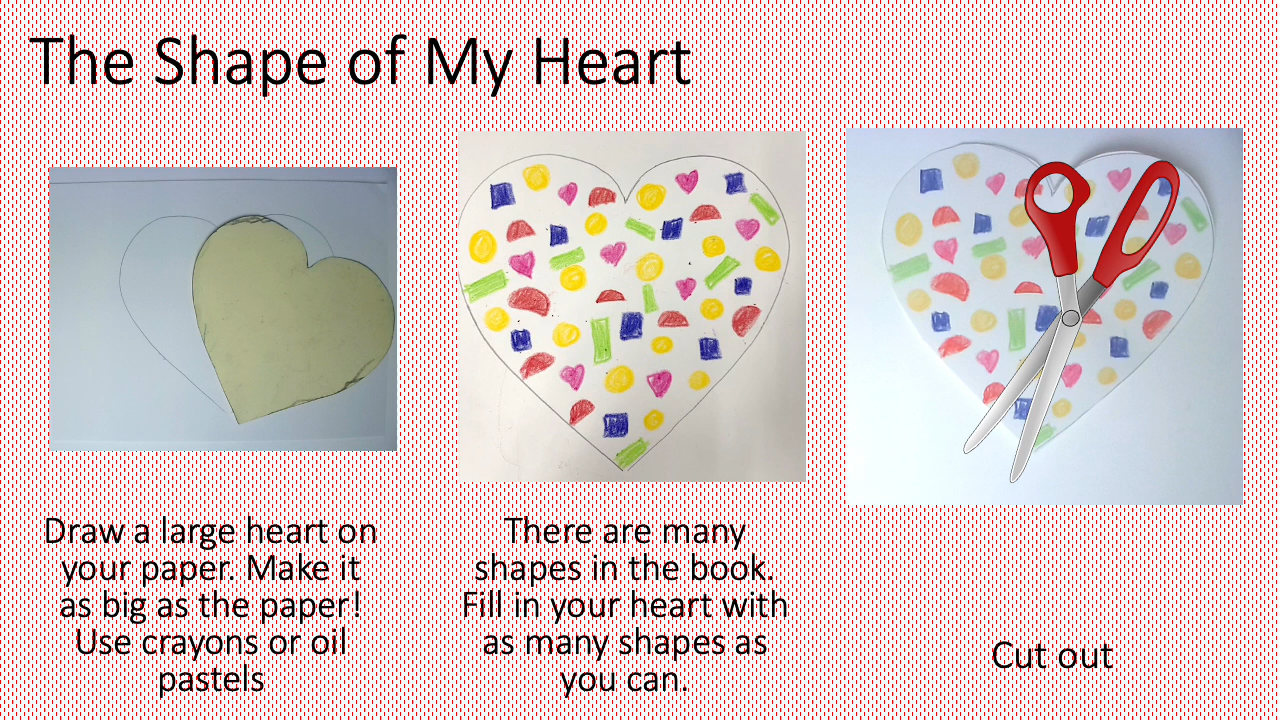 The Shape of My Heart
Draw a large heart on
your paper. Make it
as big as the paper!
Use crayons or oil
pastels
There are many
shapes in the book.
Fill in your heart with
as many shapes as
you can.
Cut out